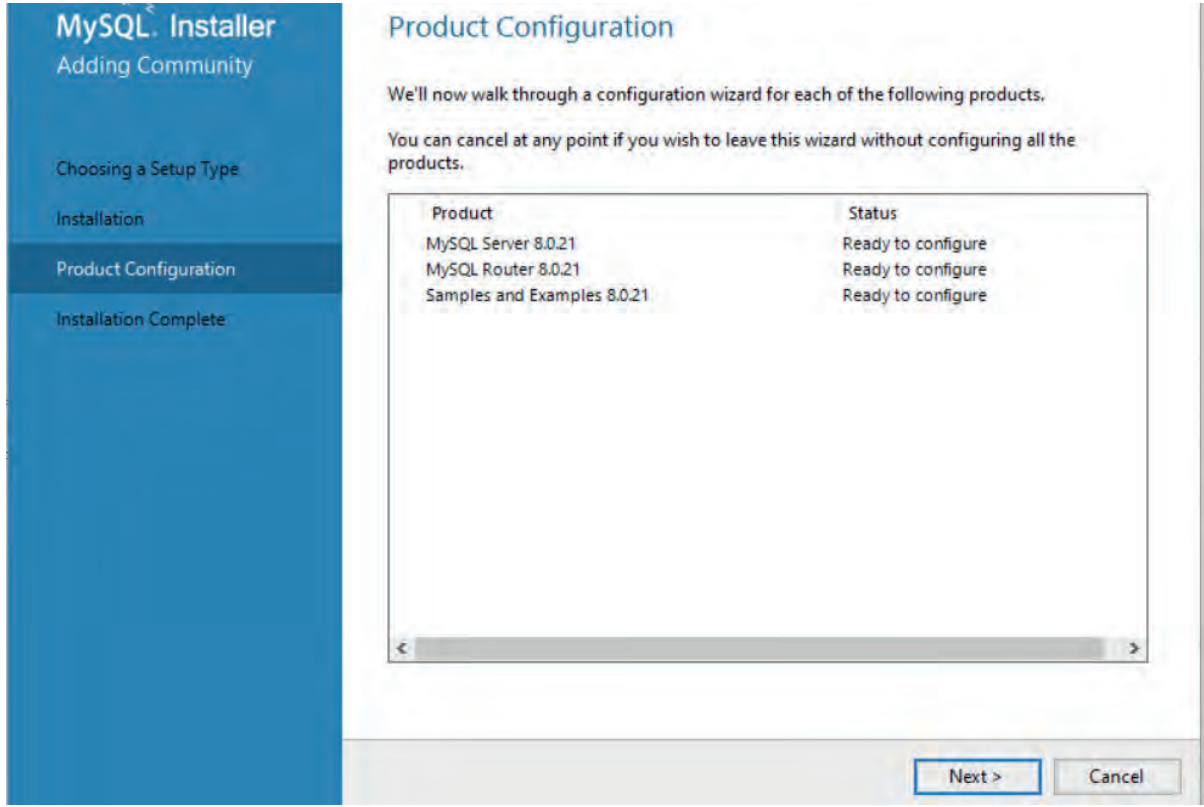 MySQL. Installer
Adding Community
Choosing a Setup Type
Installation
Product Configuration
Installation Complete
Product Configuration
We'll now walk through a configuration wizard for each of the following products.
You can cancel at any point if you wish to leave this wizard without configuring all the
products.
Product Status
MySQL Server 8.0.21 Ready to configure
MySQL Router 8.0.21 Ready to configure
Samples and Examples 8.0.21 Ready to configure
Next >
Cancel